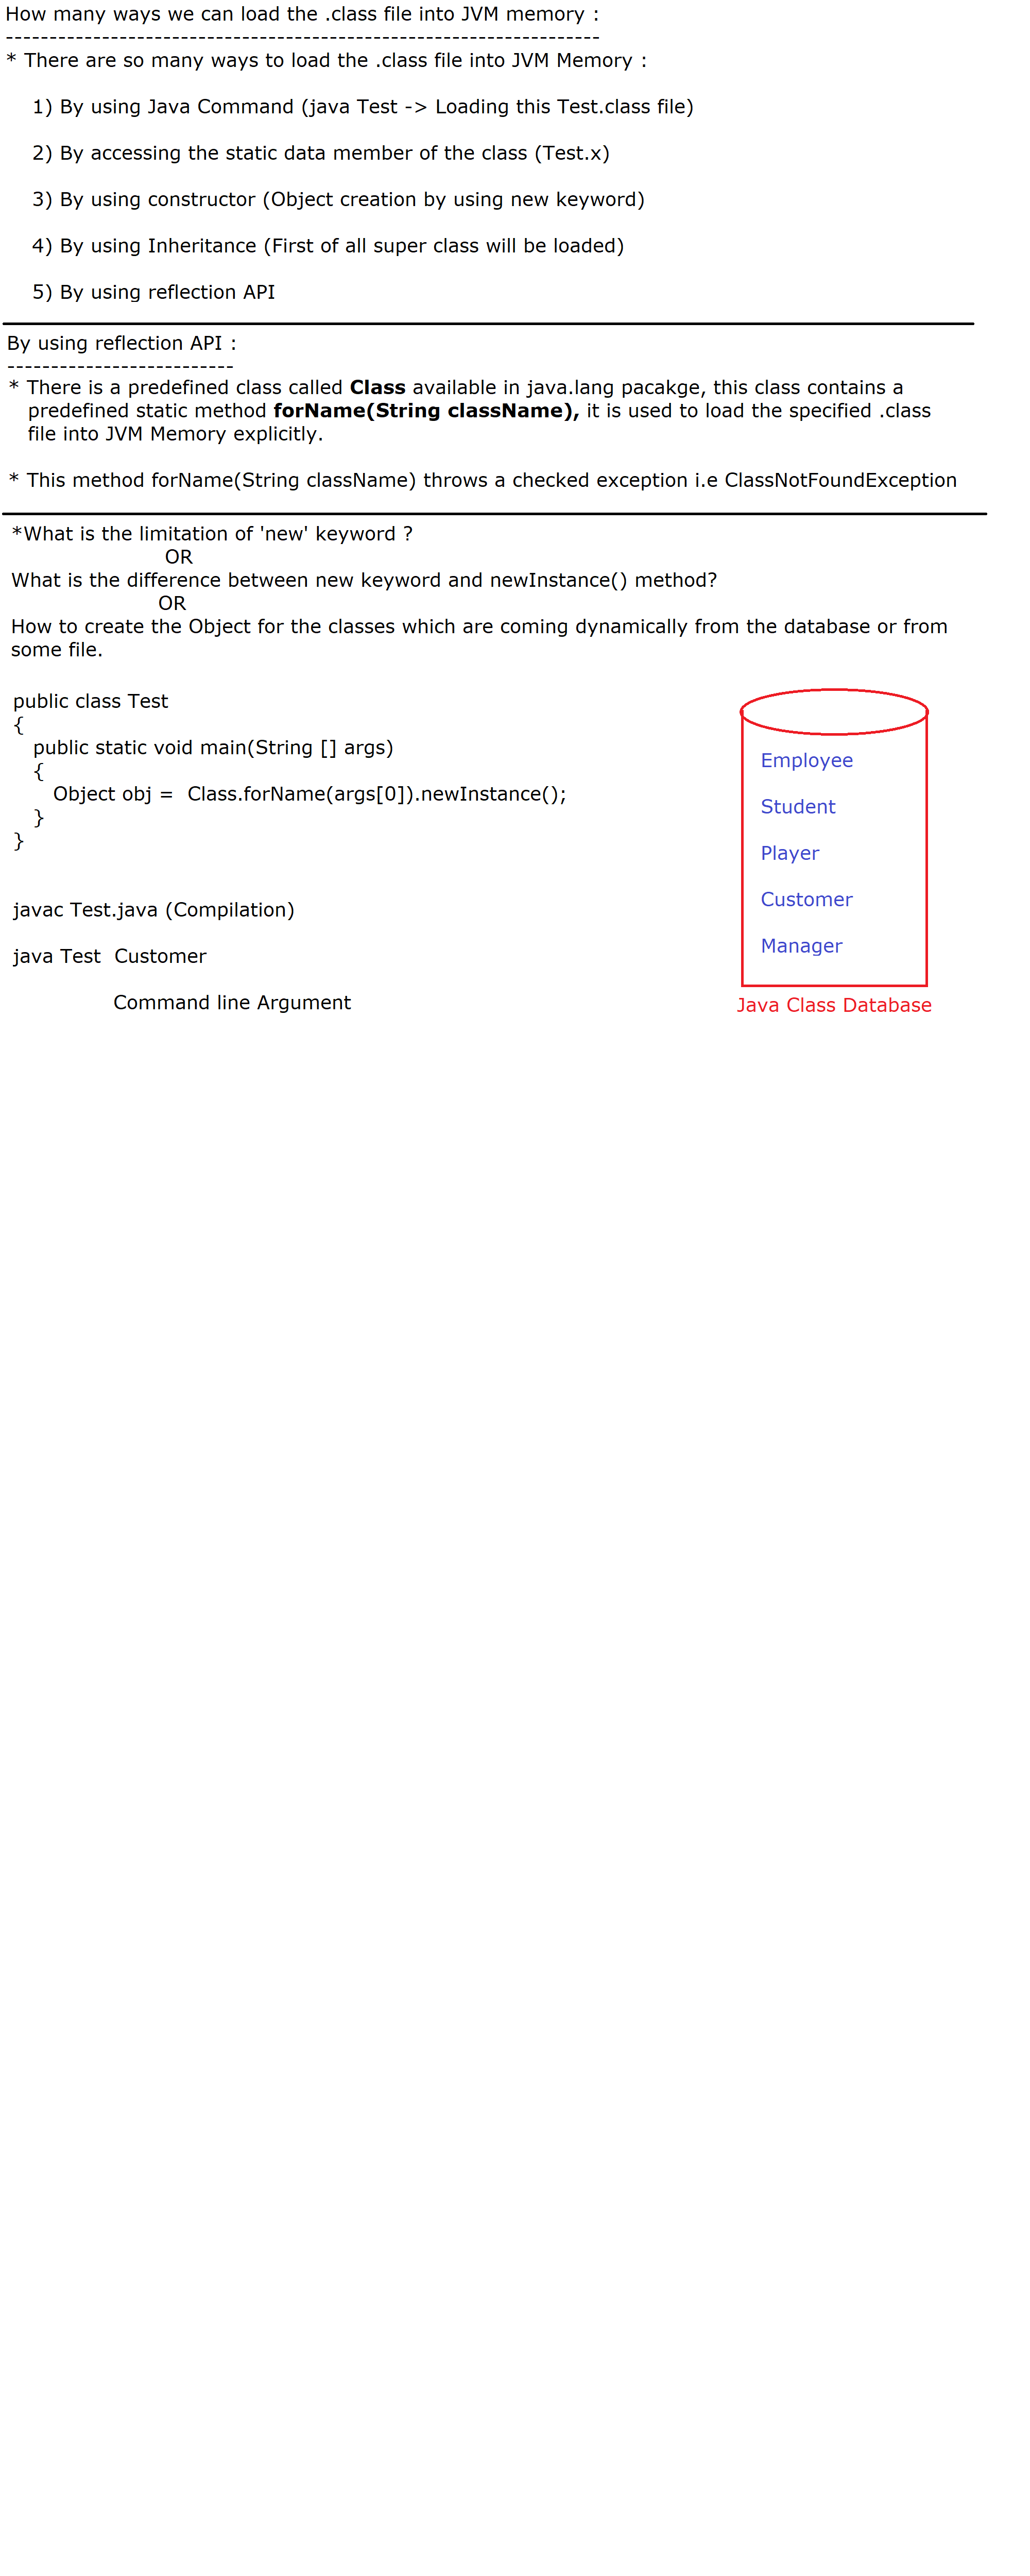 How many ways we can load the .class file into JVM memory :
--------------------------------------------------------------------
* There are so many ways to load the .class file into JVM Memory :
1) By using Java Command (java Test -> Loading this Test.class file)
2) By accessing the static data member of the class (Test.x)
3) By using constructor (Object creation by using new keyword)
4) By using Inheritance (First of all super class will be loaded)
5) By using reflection API
By using reflection API :
--------------------------
* There is a predefined class called Class available in java.lang pacakge, this class contains a
predefined static method forName(String className), it is used to load the specified .class
file into JVM Memory explicitly.
* This method forName(String className) throws a checked exception i.e ClassNotFoundException
*What is the limitation of 'new' keyword ?
OR
What is the difference between new keyword and newInstance() method?
OR
How to create the Object for the classes which are coming dynamically from the database or from
some file.
public class Test
{
public static void main(String [] args)
{
Object obj = Class.forName(args[0]).newInstance();
}
}
javac Test.java (Compilation)
java Test Customer
Command line Argument
Employee
Student
Player
Customer
Manager
Java Class Database